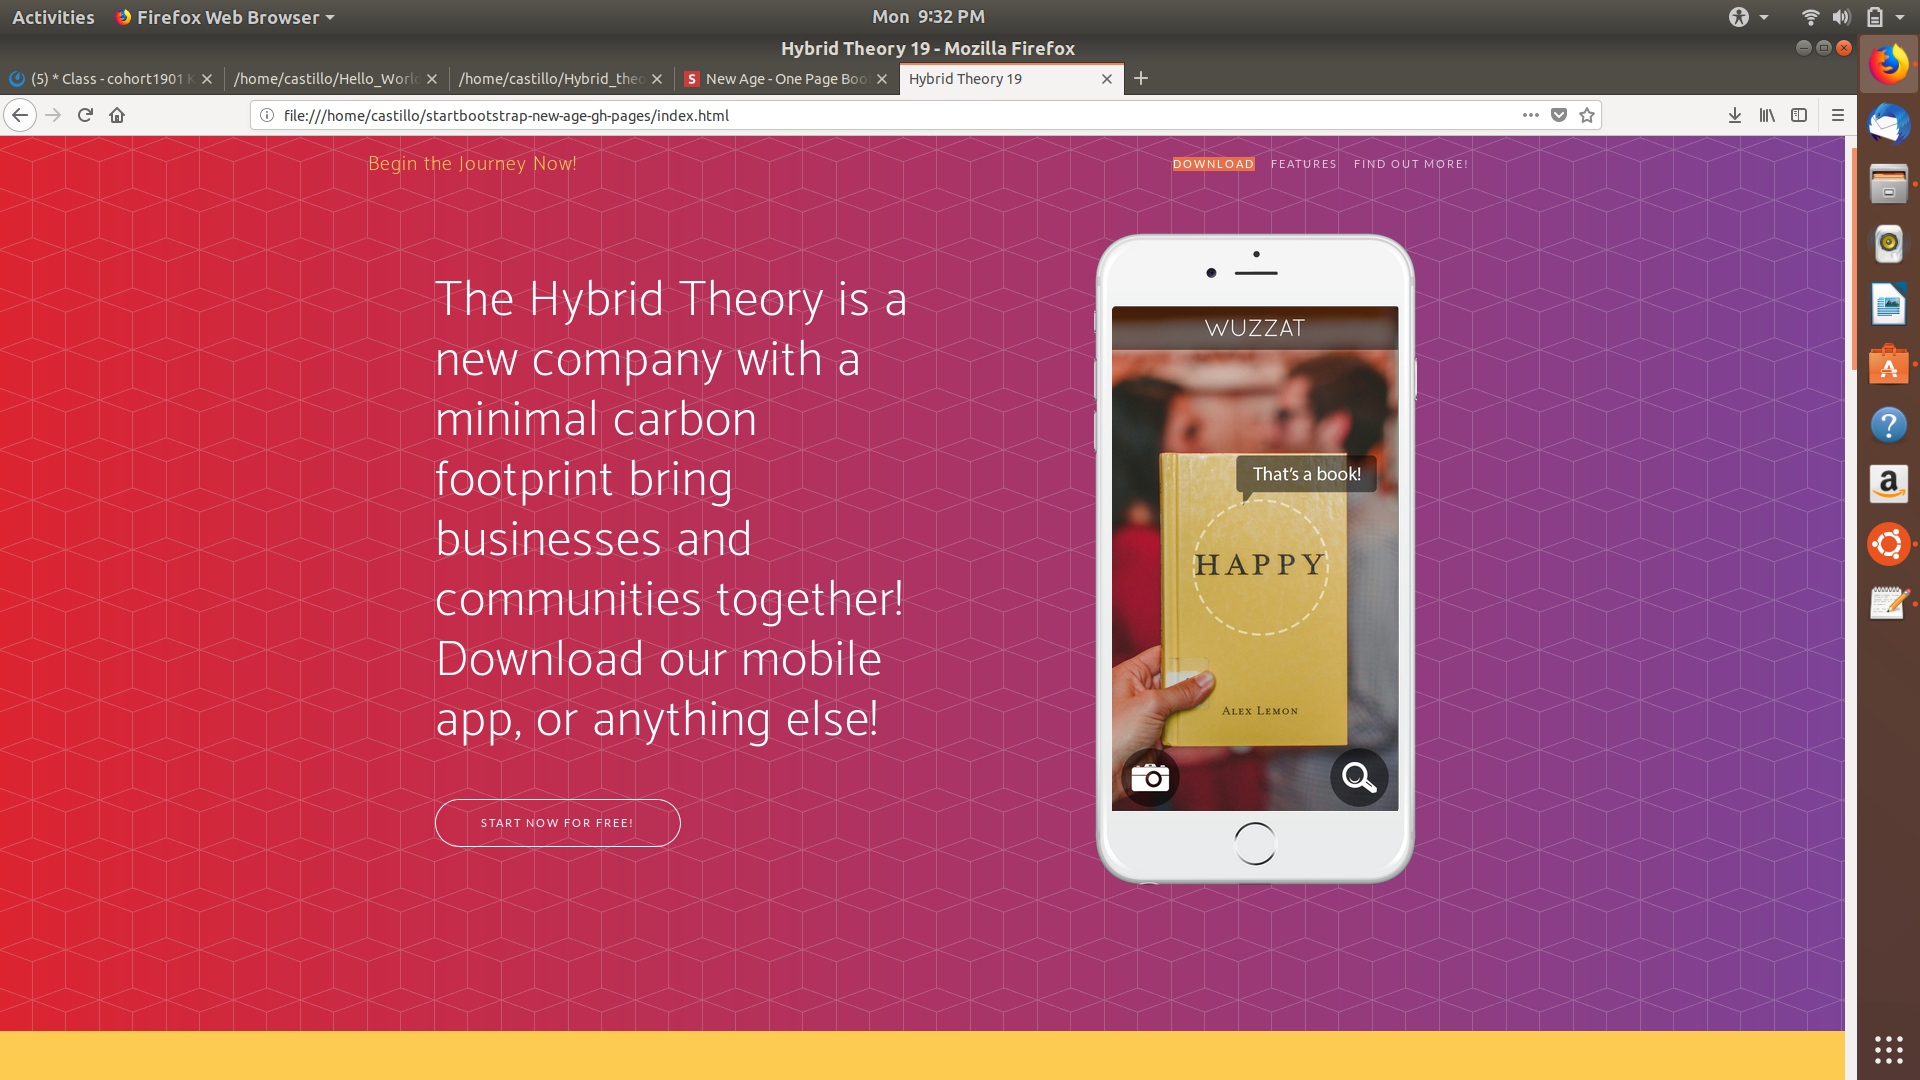 Activities
Firefox Web Browser
Mon 9:32 PM
Hybrid Theory 19 - Mozilla Firefox
(5) * Class - cohort1901
/home/castillo/Hello_Worl
/home/castillo/Hybrid_theo
S New Age - One Page Boo
Hybrid Theory 19
file:///home/castillo/startbootstrap-new-age-gh-pages/index.html
Begin the Journey Now!
DOWNLOAD
FEATURES
FIND OUT MORE!
The Hybrid Theory is a
new company with a
minimal carbon
footprint bring
businesses and
communities together!
Download our mobile
app, or anything else!
START NOW FOR FREE!
WUZZAT
That's a book!
HAPPY
ALEX LEMON